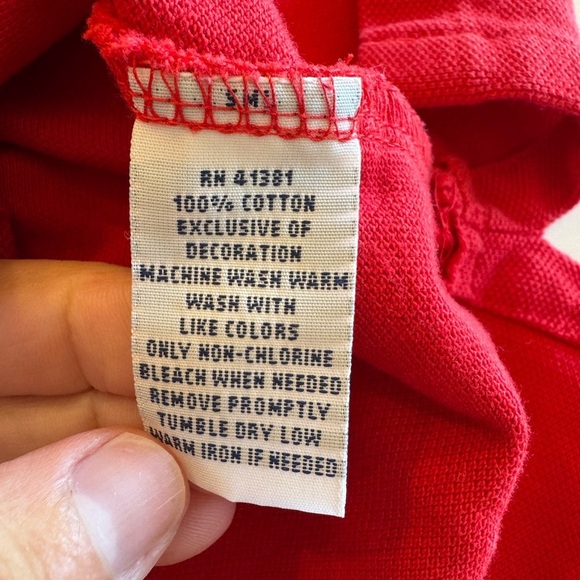 RN 41381
100% COTTON
EXCLUSIVE OF
DECORATION
MACHINE WASH WARM
WASH WITH
LIKE COLORS
ONLY NON-CHLORINE
BLEACH WHEN NEEDED
REMOVE PROMPTLY
TUMBLE DRY LOW
WARM IRON IF NEEDED